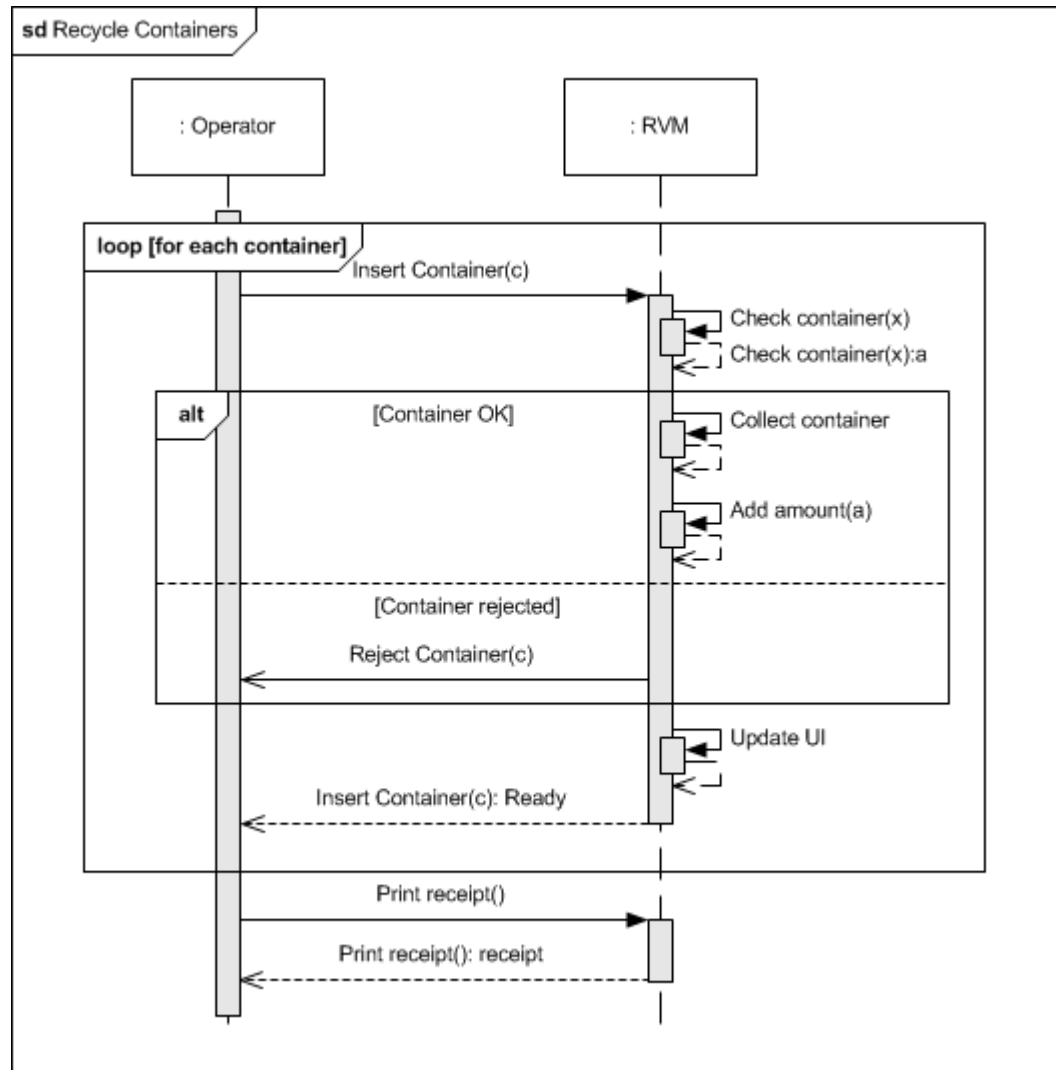 sd Recycle Containers
: Operator
: RVM
loop [for each container]
Insert Container(c)
Check container(x)
Check container(x):a
alt
[Container OK]
Collect container
Add amount(a)
[Container rejected]
Reject Container(c)
Update UI
Insert Container(c): Ready
Print receipt()
Print receipt(): receipt